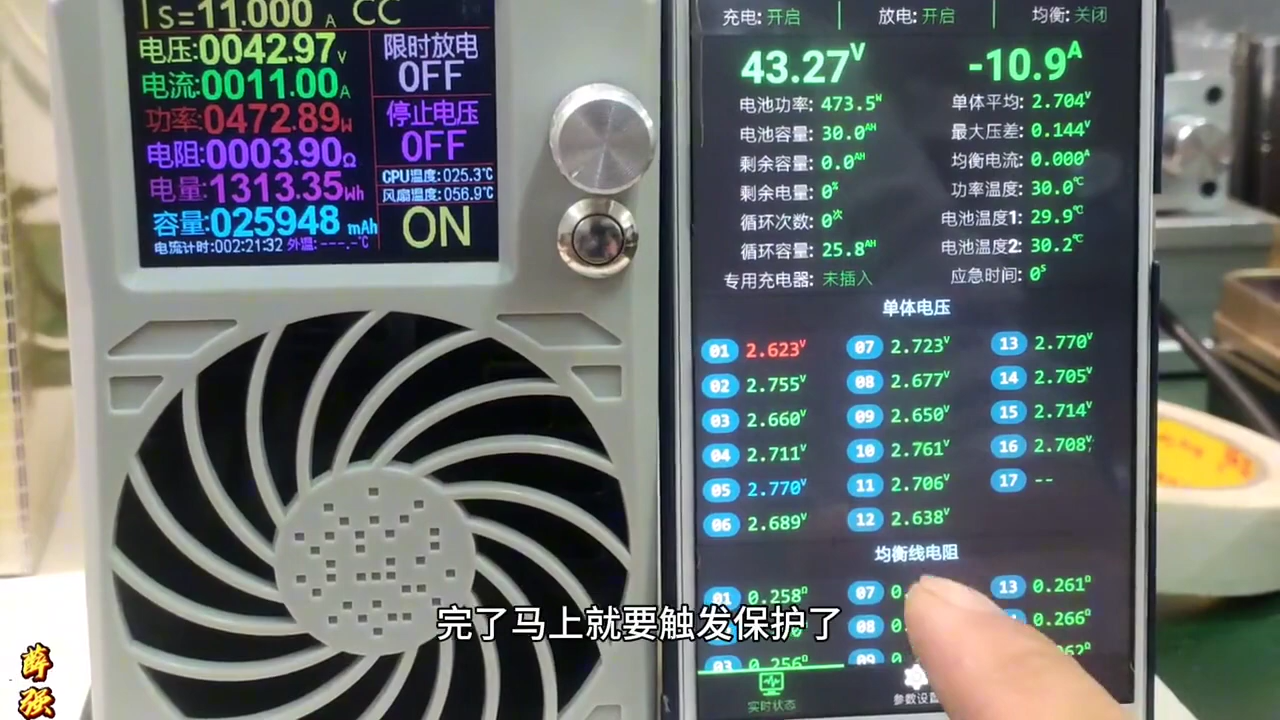 Is=11.000 A CC
电压:0042.97V
电流:0011.00A
功率:0472.89W
电阻:0003.90Ω
电量:1313.35Wh
容量:025948 mAh
电流计时:002:21:32 外温:---.-℃
限时放电
OFF
停止电压
OFF
CPU温度:025.3℃
风扇温度:056.9℃
ON
充电: 开启
放电: 开启
均衡: 关闭
43.27V
-10.9A
电池功率: 473.5W
单体平均: 2.704V
电池容量: 30.0AH
最大压差: 0.144V
剩余容量: 0.0AH
均衡电流: 0.000A
剩余电量: 0%
功率温度: 30.0℃
循环次数: 0次
电池温度1: 29.9℃
循环容量: 25.8AH
电池温度2: 30.2℃
专用充电器: 未插入
应急时间: 0S
单体电压
01 2.623V
07 2.723V
13 2.770V
02 2.755V
08 2.677V
14 2.705V
03 2.660V
09 2.650V
15 2.714V
04 2.711V
10 2.761V
16 2.708V
05 2.770V
11 2.706V
17 --
06 2.689V
12 2.638V
均衡线电阻
01 0.258Ω
07 0.
13 0.261Ω
08 0.
0.266Ω
03 0.256Ω
09
实时状态
参数设置
完了马上就要触发保护了
薛强